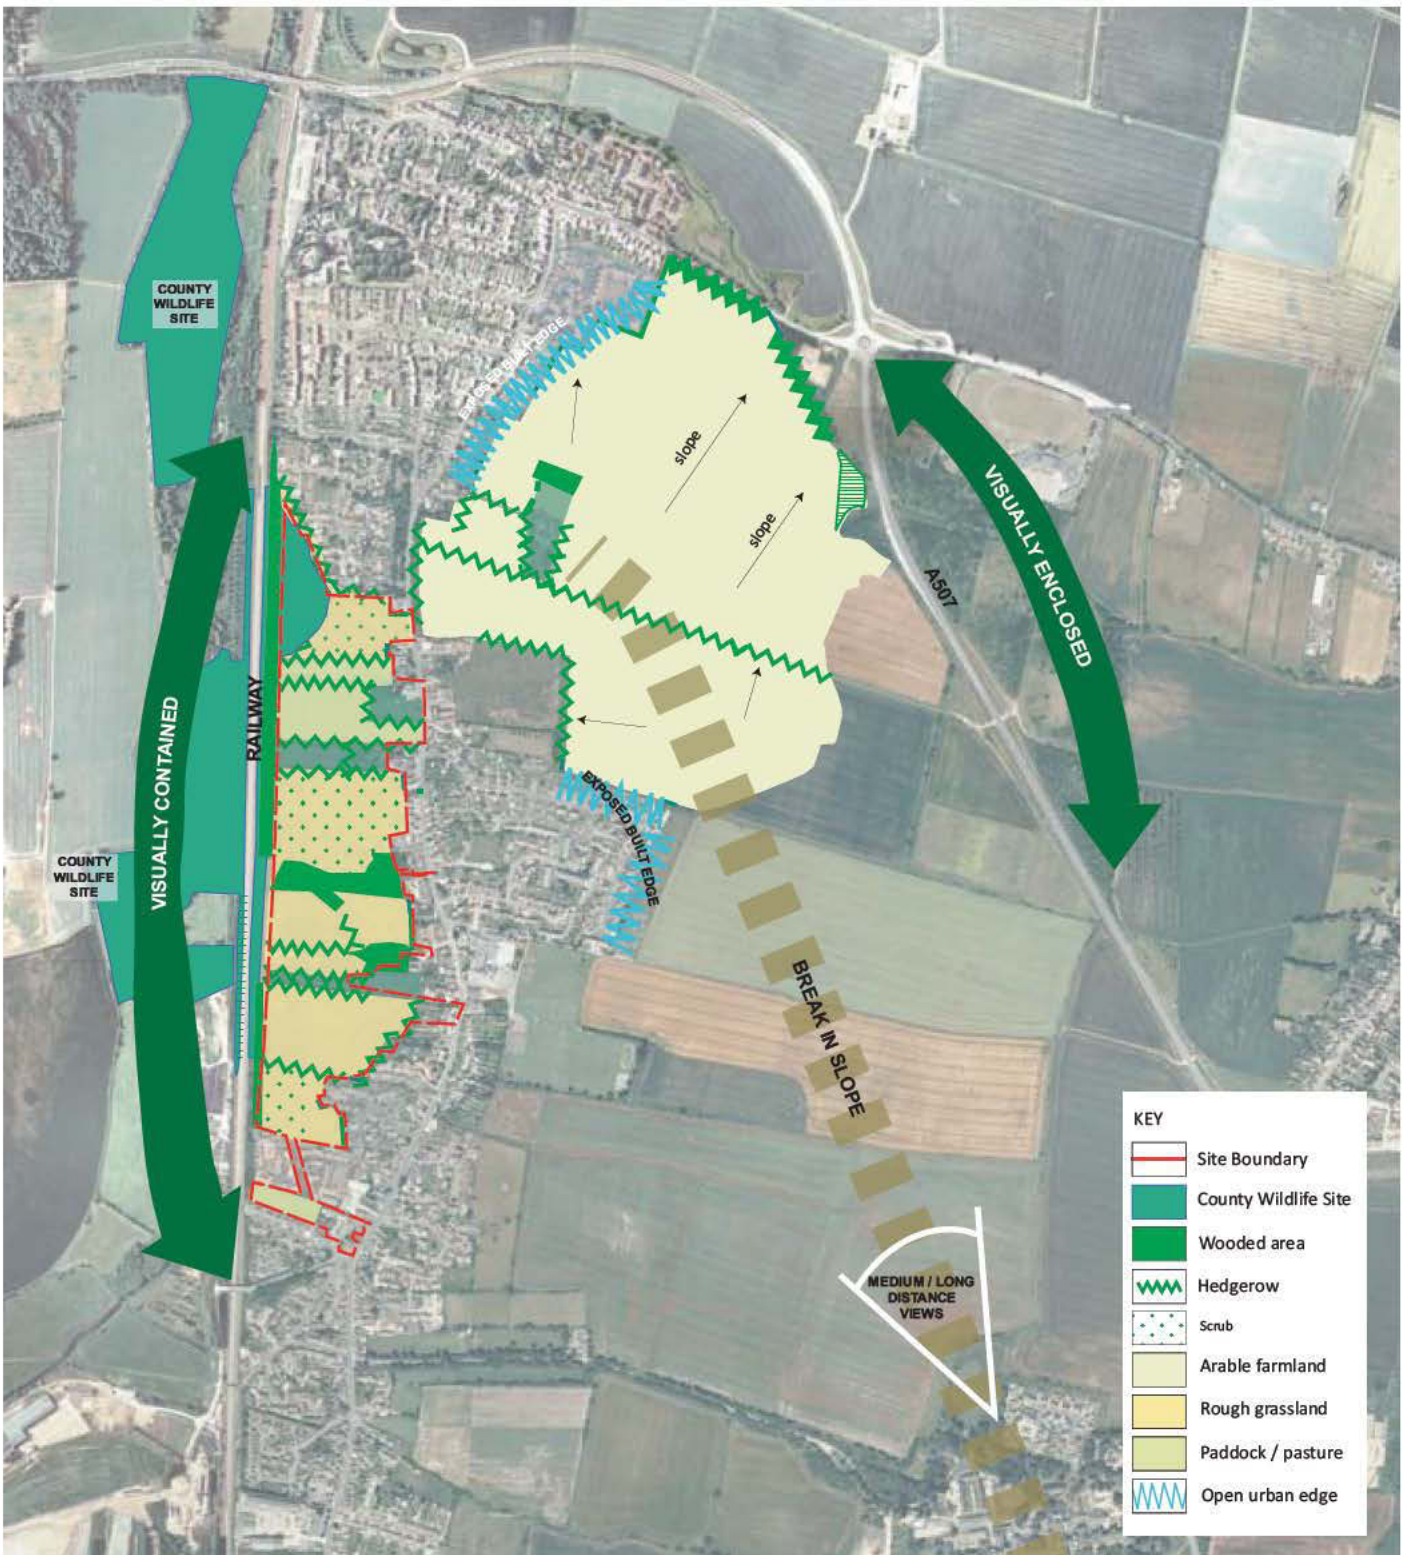 COUNTY
WILDLIFE
SITE
EXPOSED BUILT EDGE
slope
slope
VISUALLY ENCLOSED
A507
RAILWAY
VISUALLY CONTAINED
EXPOSED BUILT EDGE
COUNTY
WILDLIFE
SITE
BREAK IN SLOPE
MEDIUM / LONG
DISTANCE
VIEWS
KEY
Site Boundary
County Wildlife Site
Wooded area
Hedgerow
Scrub
Arable farmland
Rough grassland
Paddock / pasture
Open urban edge